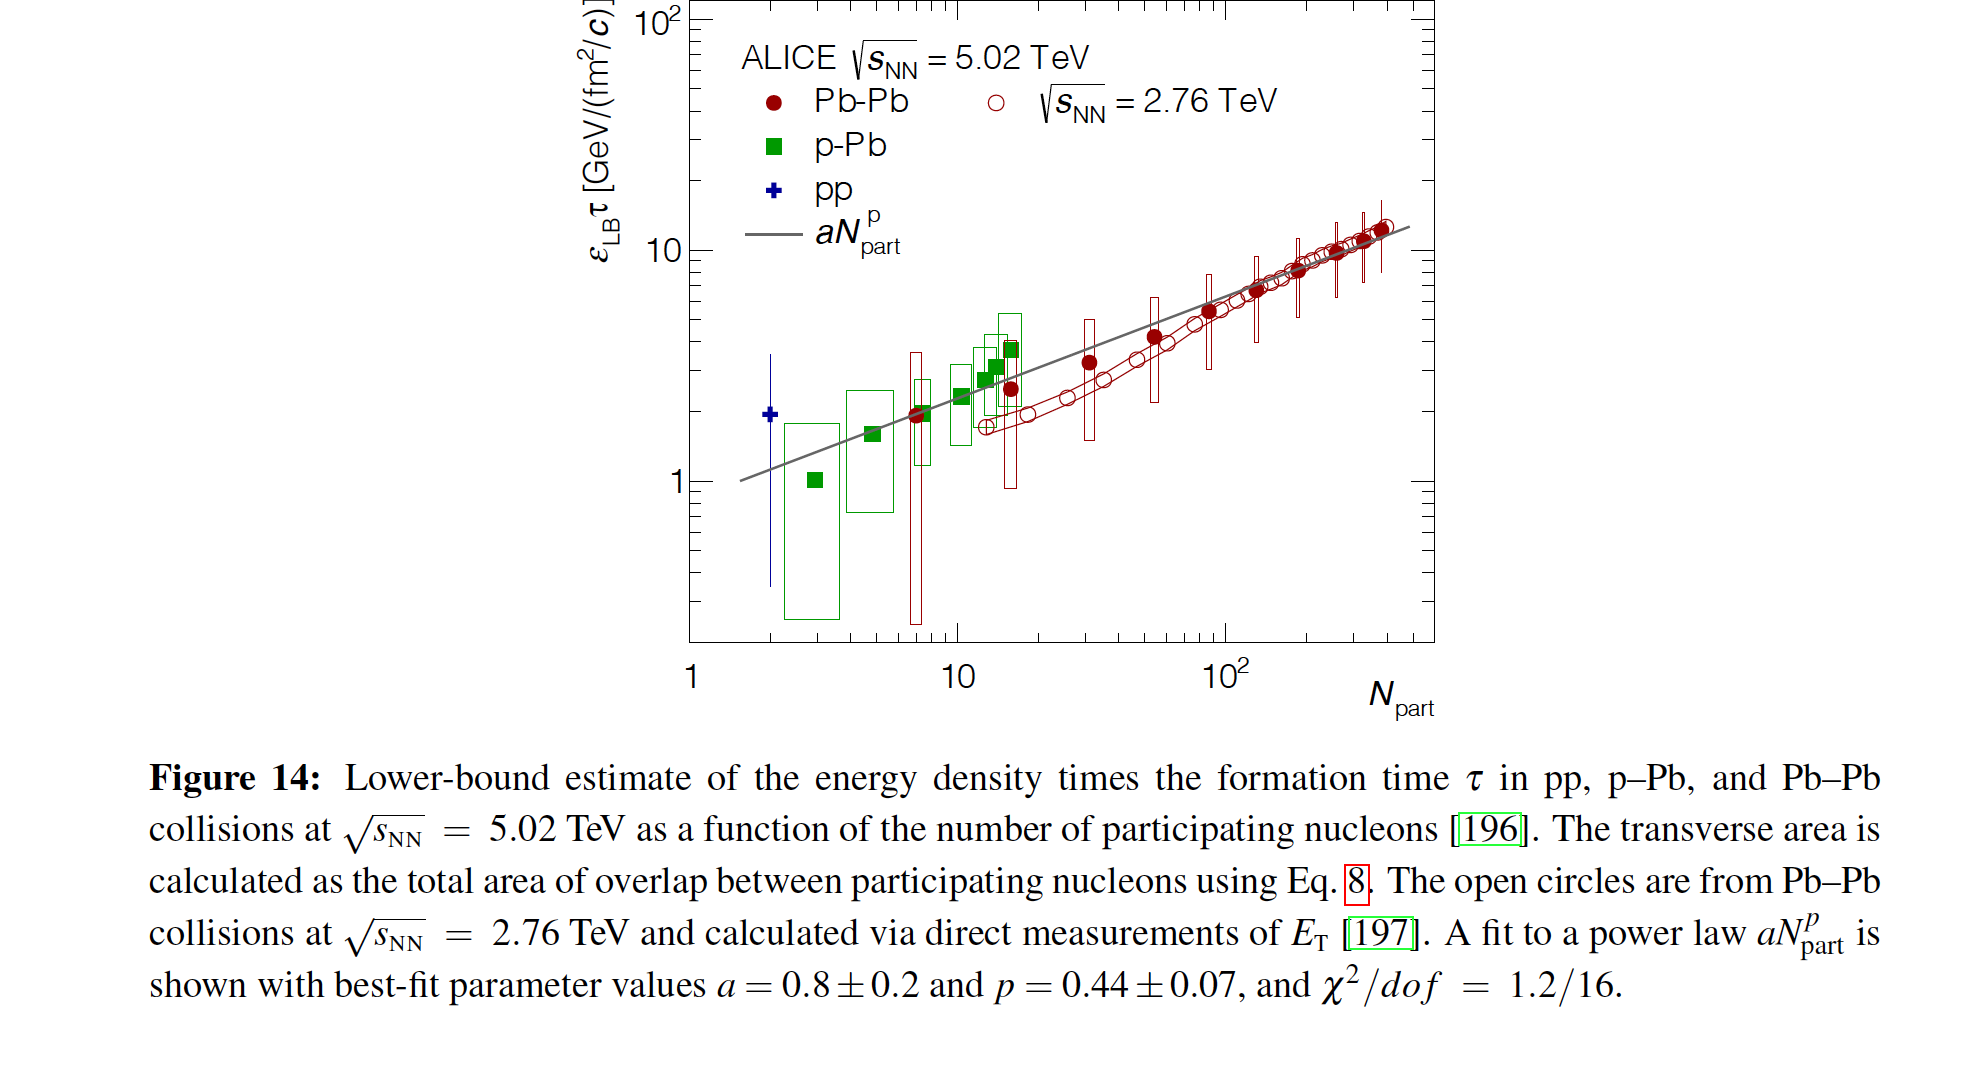 10²
ε_LB τ [GeV/(fm²/c)]
ALICE √s_NN = 5.02 TeV
Pb-Pb √s_NN = 2.76 TeV
p-Pb
pp
aN_part^p
10
1
1 10 10²
N_part
Figure 14: Lower-bound estimate of the energy density times the formation time τ in pp, p–Pb, and Pb–Pb
collisions at √s_NN = 5.02 TeV as a function of the number of participating nucleons [196]. The transverse area is
calculated as the total area of overlap between participating nucleons using Eq. 8. The open circles are from Pb–Pb
collisions at √s_NN = 2.76 TeV and calculated via direct measurements of E_T [197]. A fit to a power law aN_part^p is
shown with best-fit parameter values a = 0.8 ± 0.2 and p = 0.44 ± 0.07, and χ²/dof = 1.2/16.